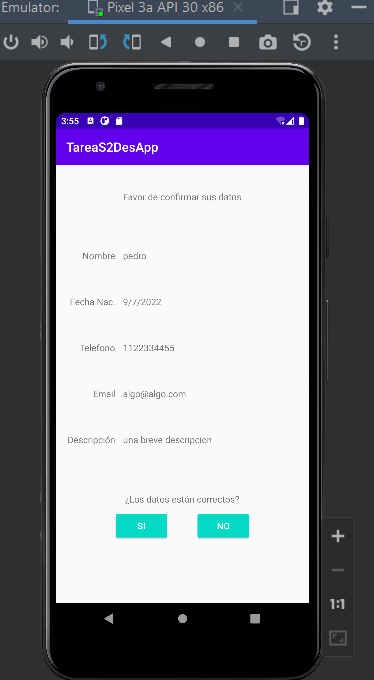 Emulator: Pixel 3a API 30 x86
3:55
TareaS2DesApp
Favor de confirmar sus datos
Nombre pedro
Fecha Nac. 9/7/2022
Telefono 1122334455
Email algo@algo.com
Descripción una breve descripcion
¿Los datos están correctos?
SI NO
1:1